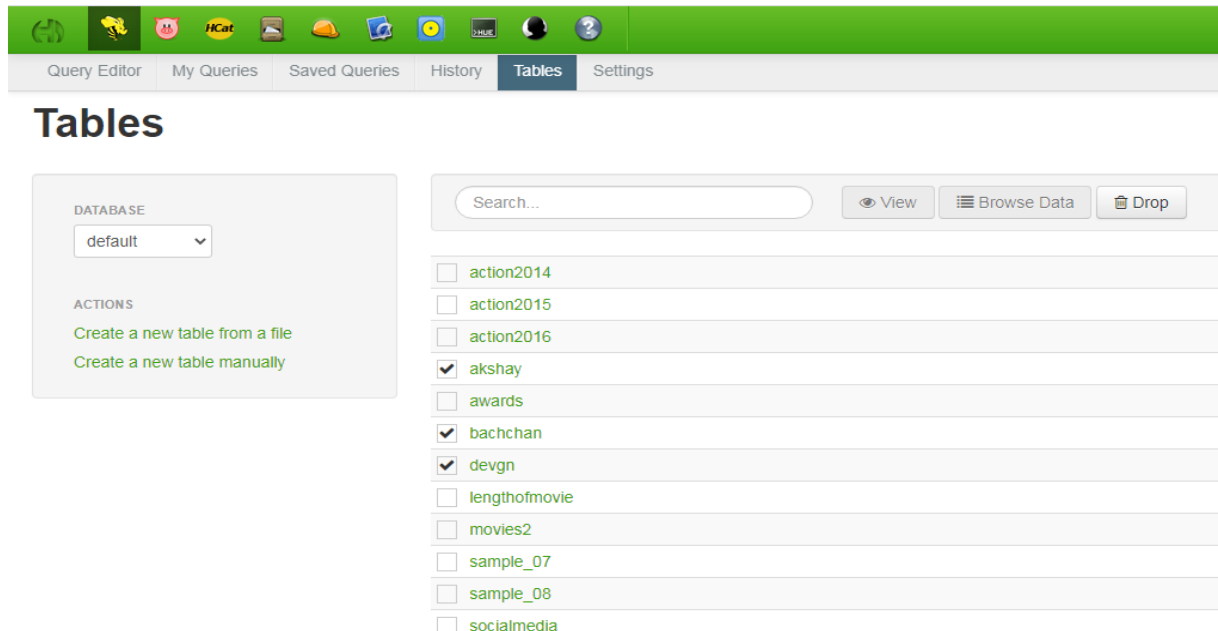 HCat >HUE ?
Query Editor My Queries Saved Queries History Tables Settings
Tables
DATABASE
default
ACTIONS
Create a new table from a file
Create a new table manually
Search... View Browse Data Drop
action2014
action2015
action2016
akshay
awards
bachchan
devgn
lengthofmovie
movies2
sample_07
sample_08
socialmedia